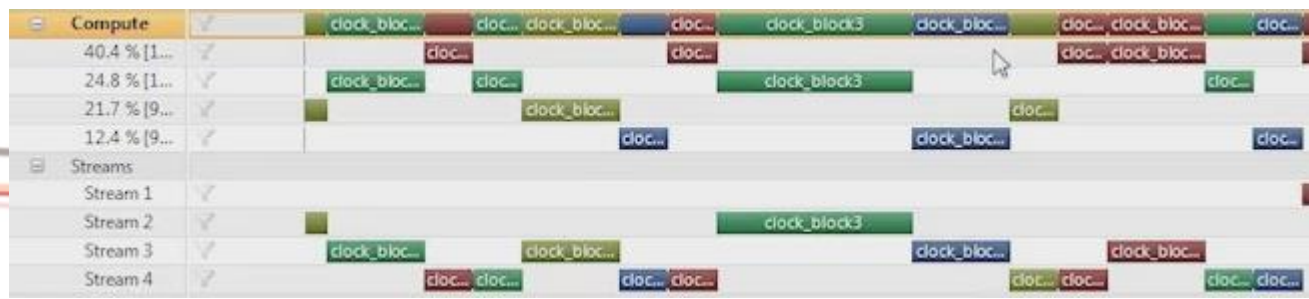 Compute clock_bloc... cloc... clock_bloc... cloc... clock_block3 clock_bloc... cloc... clock_bloc... cloc...
40.4 % [1... cloc... cloc... cloc... clock_bloc...
24.8 % [1... clock_bloc... cloc... clock_block3 cloc...
21.7 % [9... clock_bloc... cloc...
12.4 % [9... cloc... clock_bloc... cloc...
Streams
Stream 1
Stream 2 clock_block3
Stream 3 clock_bloc... clock_bloc... clock_bloc... clock_bloc...
Stream 4 cloc... cloc... cloc... cloc... cloc... cloc... cloc... cloc...